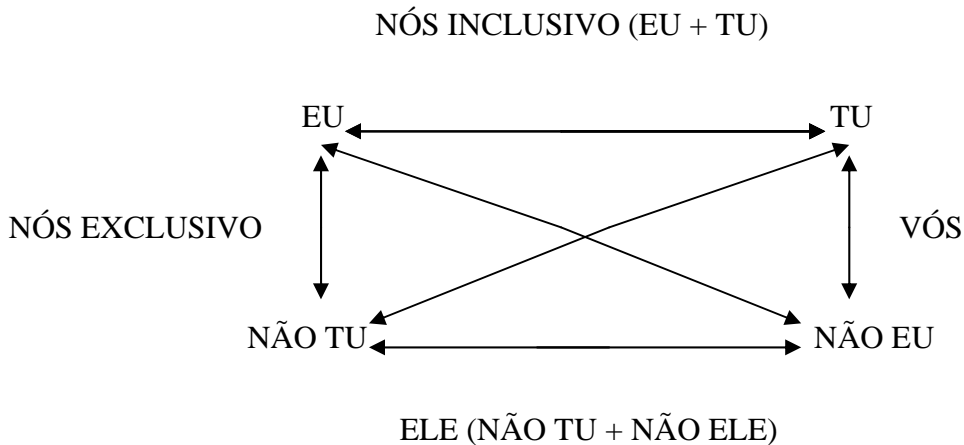 NÓS INCLUSIVO (EU + TU)
EU TU
NÓS EXCLUSIVO VÓS
NÃO TU NÃO EU
ELE (NÃO TU + NÃO ELE)